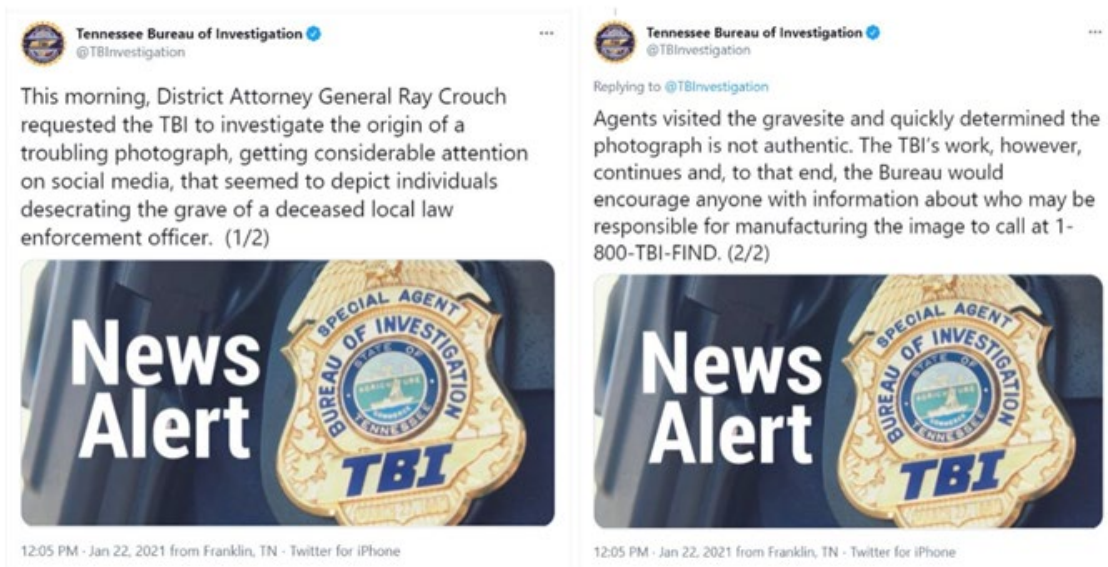 Tennessee Bureau of Investigation
@TBInvestigation
This morning, District Attorney General Ray Crouch
requested the TBI to investigate the origin of a
troubling photograph, getting considerable attention
on social media, that seemed to depict individuals
desecrating the grave of a deceased local law
enforcement officer. (1/2)
News
Alert
SPECIAL AGENT
BUREAU OF INVESTIGATION
STATE OF
AGRICULTURE
COMMERCE
TENNESSEE
TBI
12:05 PM · Jan 22, 2021 from Franklin, TN · Twitter for iPhone
Tennessee Bureau of Investigation
@TBInvestigation
Replying to @TBInvestigation
Agents visited the gravesite and quickly determined the
photograph is not authentic. The TBI's work, however,
continues and, to that end, the Bureau would
encourage anyone with information about who may be
responsible for manufacturing the image to call at 1-
800-TBI-FIND. (2/2)
News
Alert
SPECIAL AGENT
BUREAU OF INVESTIGATION
STATE OF
AGRICULTURE
COMMERCE
TENNESSEE
TBI
12:05 PM · Jan 22, 2021 from Franklin, TN · Twitter for iPhone